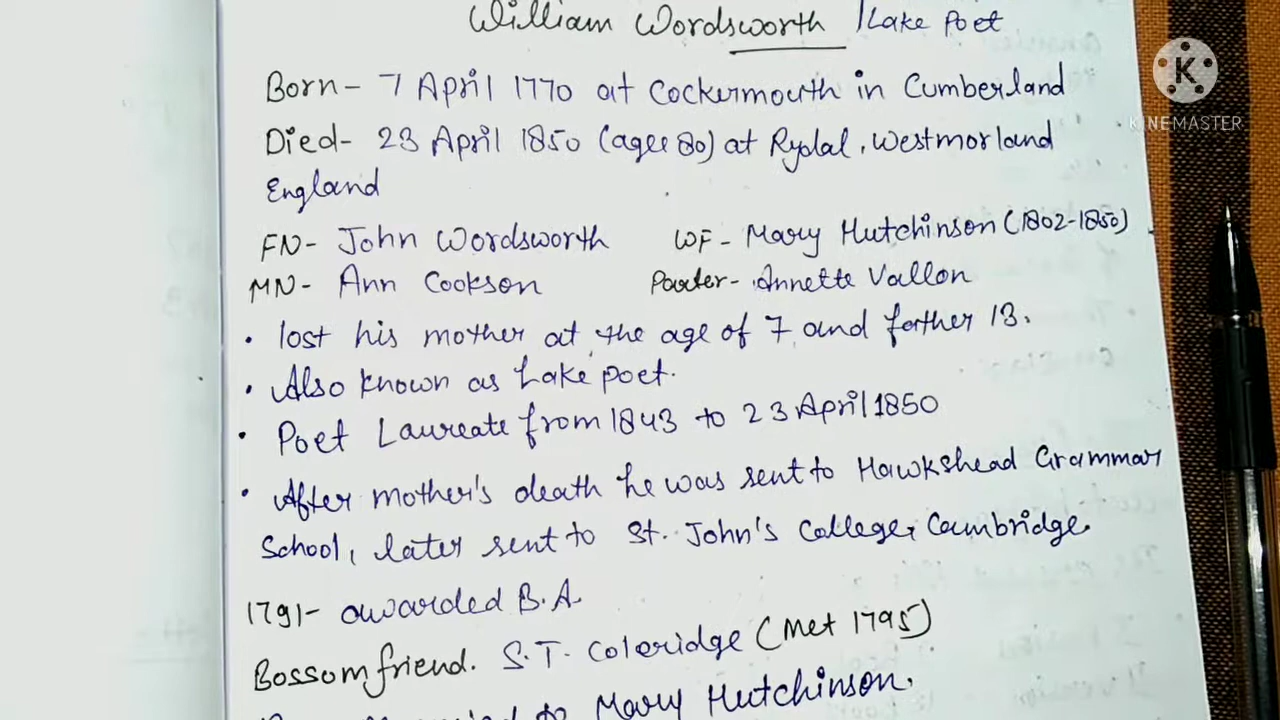 William Wordsworth / Lake Poet
Born- 7 April 1770 at Cockermouth in Cumberland
Died- 23 April 1850 (agee 80) at Rydal, Westmorland
England
FN- John Wordsworth WF- Mary Hutchinson (1802-1850)
MN- Ann Cookson Parter- Annette Vallon
• lost his mother at the age of 7 and father 13.
• Also known as Lake poet.
• Poet Laureate from 1843 to 23 April 1850
• After mother's death he was sent to Hawkshead Grammar
School, later sent to St. John's College, Cambridge
1791- awarded B.A.
Bossom friend. S.T. Coleridge (Met 1795)
to Mary Hutchinson.
K
KINEMASTER